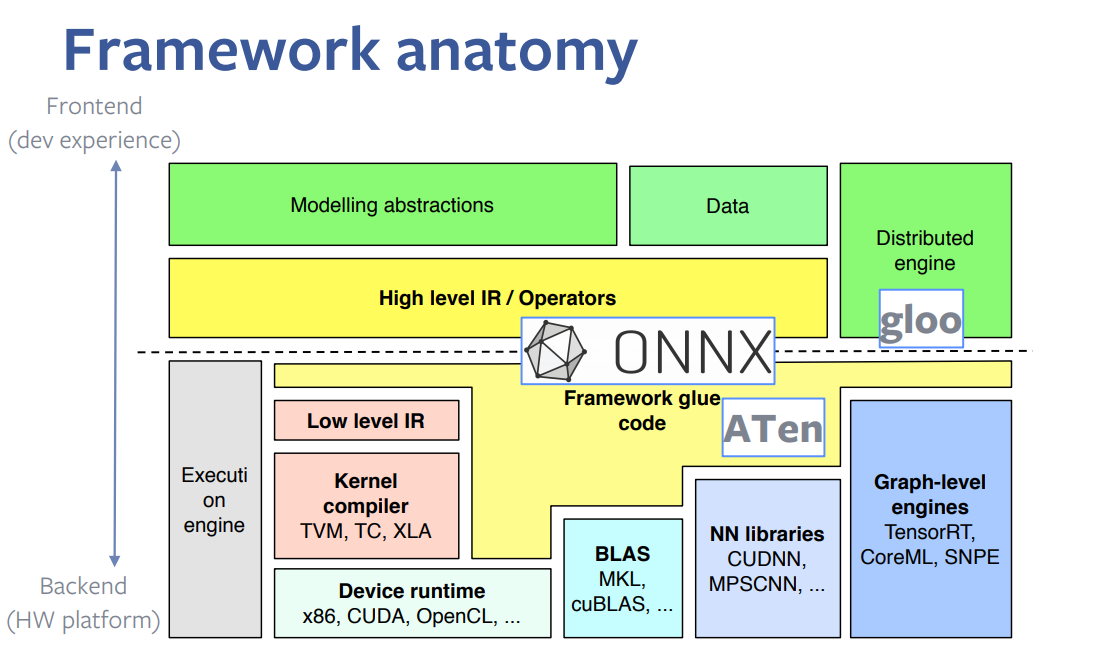 Framework anatomy
Frontend
(dev experience)
Modelling abstractions
Data
Distributed
engine
gloo
High level IR / Operators
ONNX
Framework glue
code
ATen
Executi
on
engine
Low level IR
Kernel
compiler
TVM, TC, XLA
Device runtime
x86, CUDA, OpenCL, ...
BLAS
MKL,
cuBLAS, ...
NN libraries
CUDNN,
MPSCNN, ...
Graph-level
engines
TensorRT,
CoreML, SNPE
Backend
(HW platform)